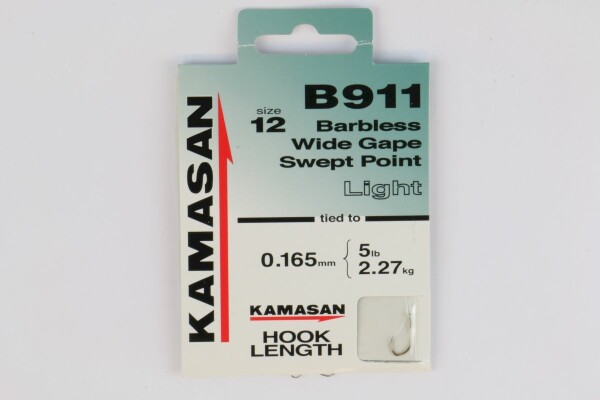 KAMASAN
B911
size
12
Barbless
Wide Gape
Swept Point
Light
tied to
0.165mm
5lb
2.27kg
KAMASAN
HOOK
LENGTH